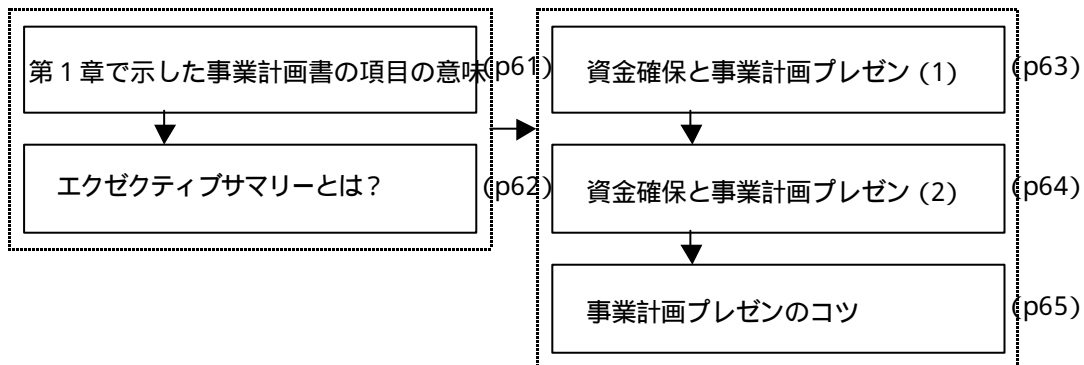 第1章で示した事業計画書の項目の意味(p61)
エクゼクティブサマリーとは?(p62)
資金確保と事業計画プレゼン(1)(p63)
資金確保と事業計画プレゼン(2)(p64)
事業計画プレゼンのコツ(p65)